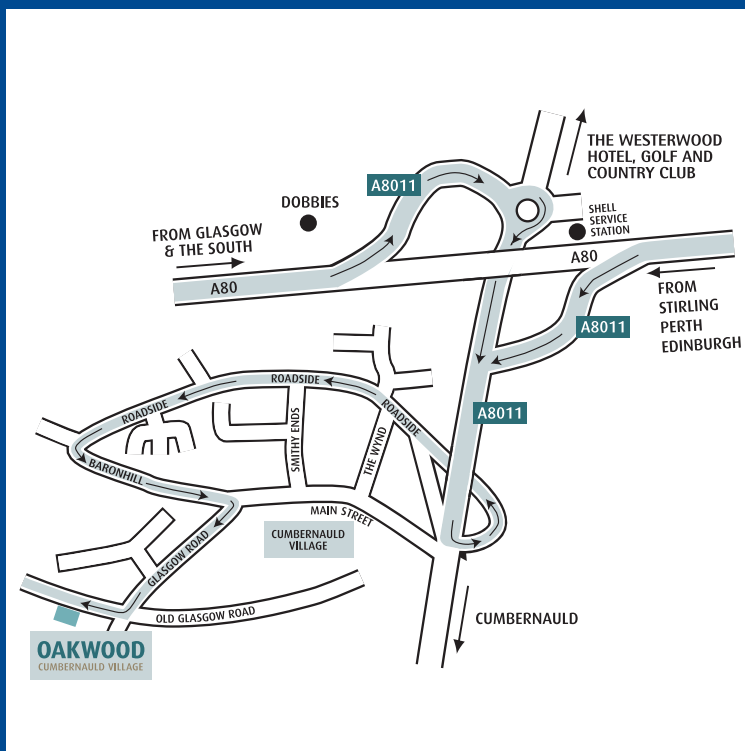 THE WESTERWOOD
HOTEL, GOLF AND
COUNTRY CLUB
A8011
DOBBIES
SHELL
SERVICE
STATION
FROM GLASGOW
& THE SOUTH
A80
A80
FROM
STIRLING
PERTH
EDINBURGH
A8011
A8011
ROADSIDE
ROADSIDE
ROADSIDE
SMITHY ENDS
THE WYND
BARONHILL
MAIN STREET
CUMBERNAULD
VILLAGE
GLASGOW ROAD
OLD GLASGOW ROAD
CUMBERNAULD
OAKWOOD
CUMBERNAULD VILLAGE